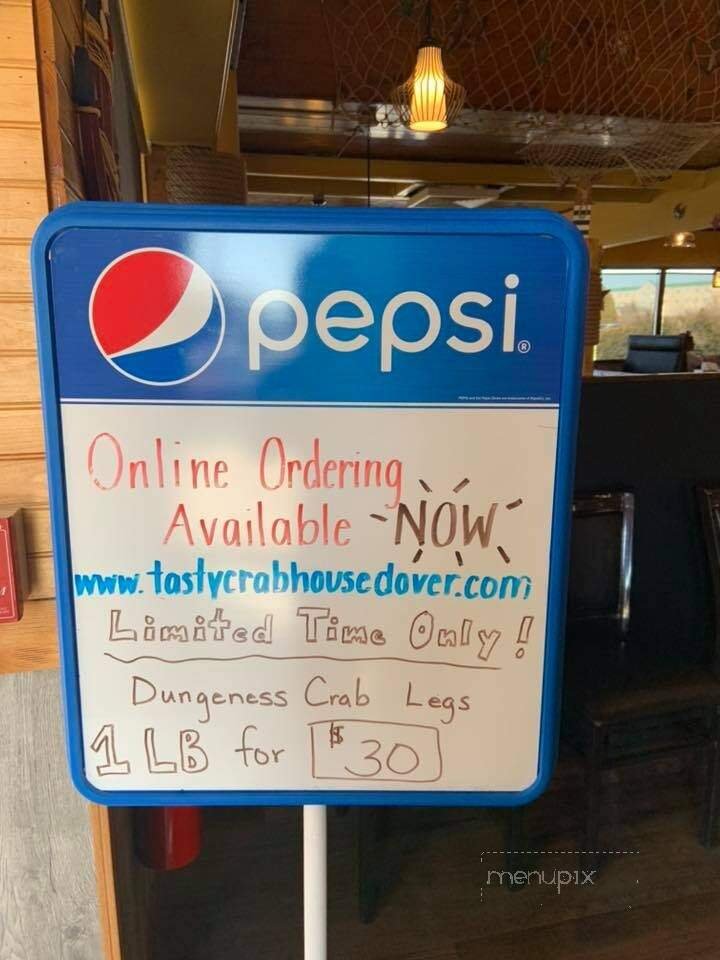 pepsi®
Online Ordering
Available NOW
www.tastycrabhousedover.com
Limited Time Only!
Dungeness Crab Legs
1 LB for $30
menupix